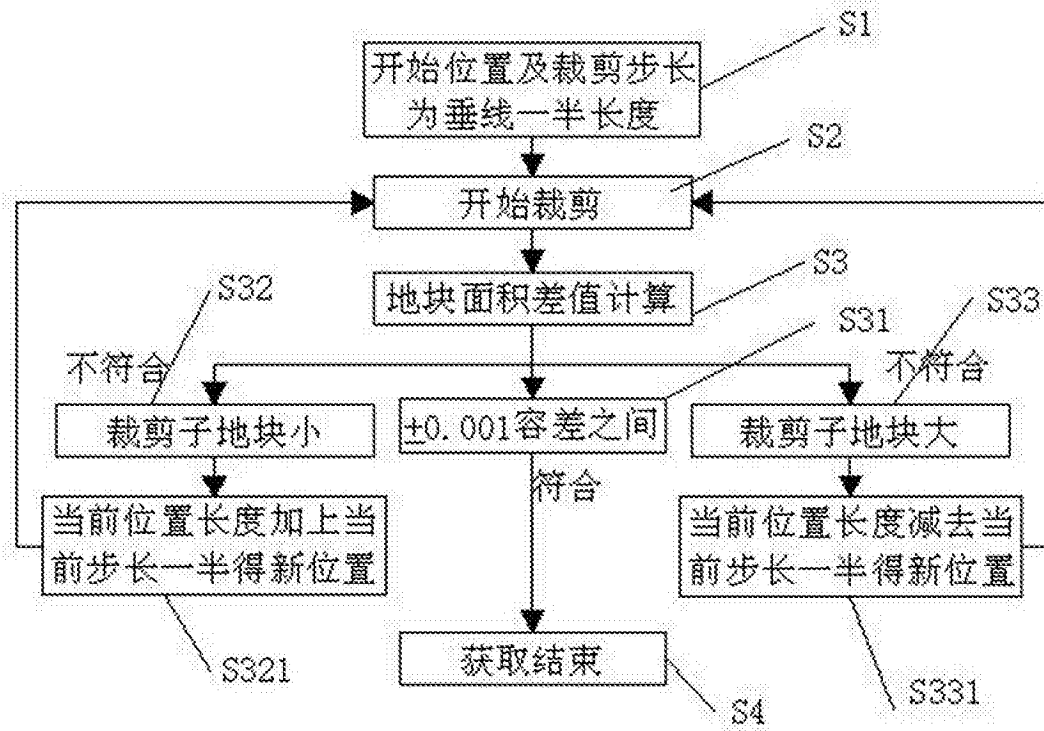 S1
开始位置及裁剪步长
为垂线一半长度
S2
开始裁剪
S3
地块面积差值计算
S32
S31
S33
不符合
不符合
裁剪子地块小
±0.001容差之间
裁剪子地块大
符合
当前位置长度加上当
前步长一半得新位置
当前位置长度减去当
前步长一半得新位置
获取结束
S321
S4
S331